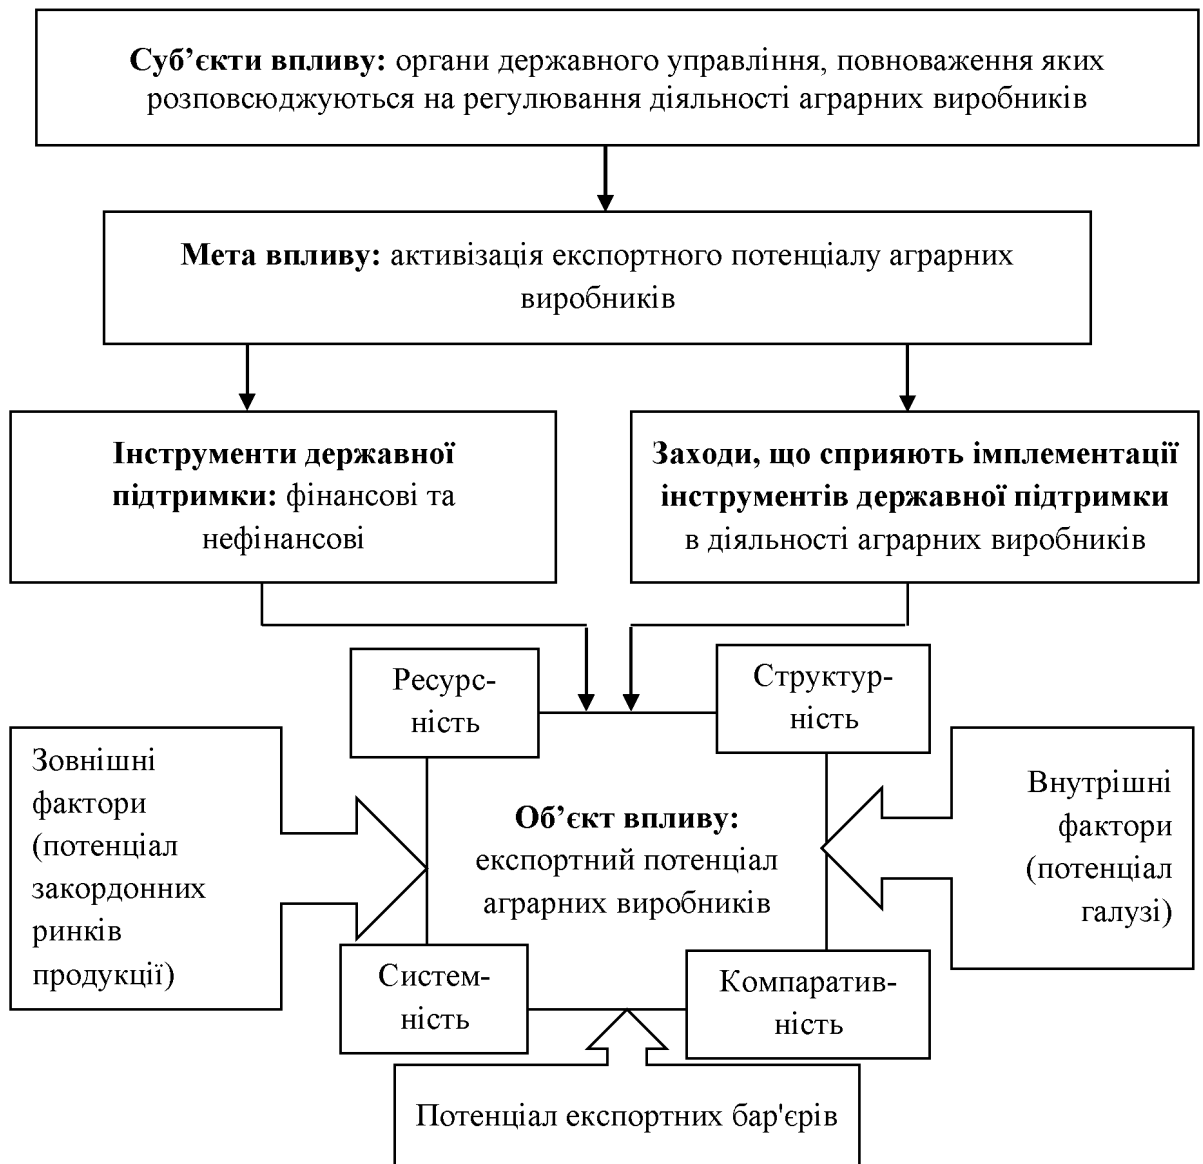 Суб’єкти впливу: органи державного управління, повноваження яких
розповсюджуються на регулювання діяльності аграрних виробників
Мета впливу: активізація експортного потенціалу аграрних
виробників
Інструменти державної
підтримки: фінансові та
нефінансові
Заходи, що сприяють імплементації
інструментів державної підтримки
в діяльності аграрних виробників
Ресурс-
ність
Структур-
ність
Зовнішні
фактори
(потенціал
закордонних
ринків
продукції)
Об’єкт впливу:
експортний потенціал
аграрних виробників
Внутрішні
фактори
(потенціал
галузі)
Систем-
ність
Компаратив-
ність
Потенціал експортних бар'єрів